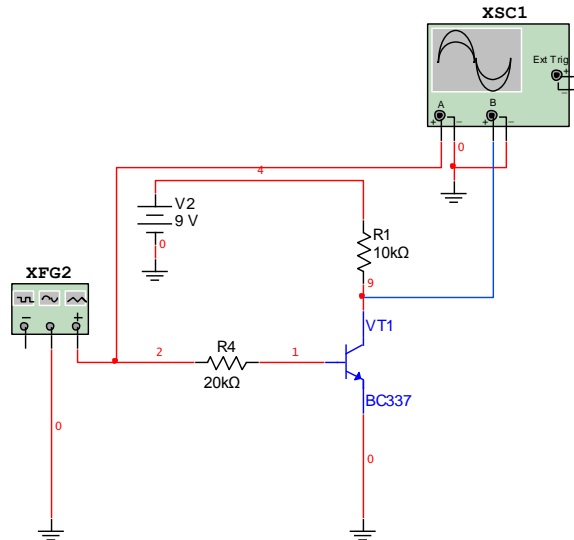 XSC1
Ext Trig
+
−
A
B
+
−
+
−
0
4
V2
9 V
0
R1
10kΩ
9
XFG2
−
+
VT1
2
R4
20kΩ
1
BC337
0
0